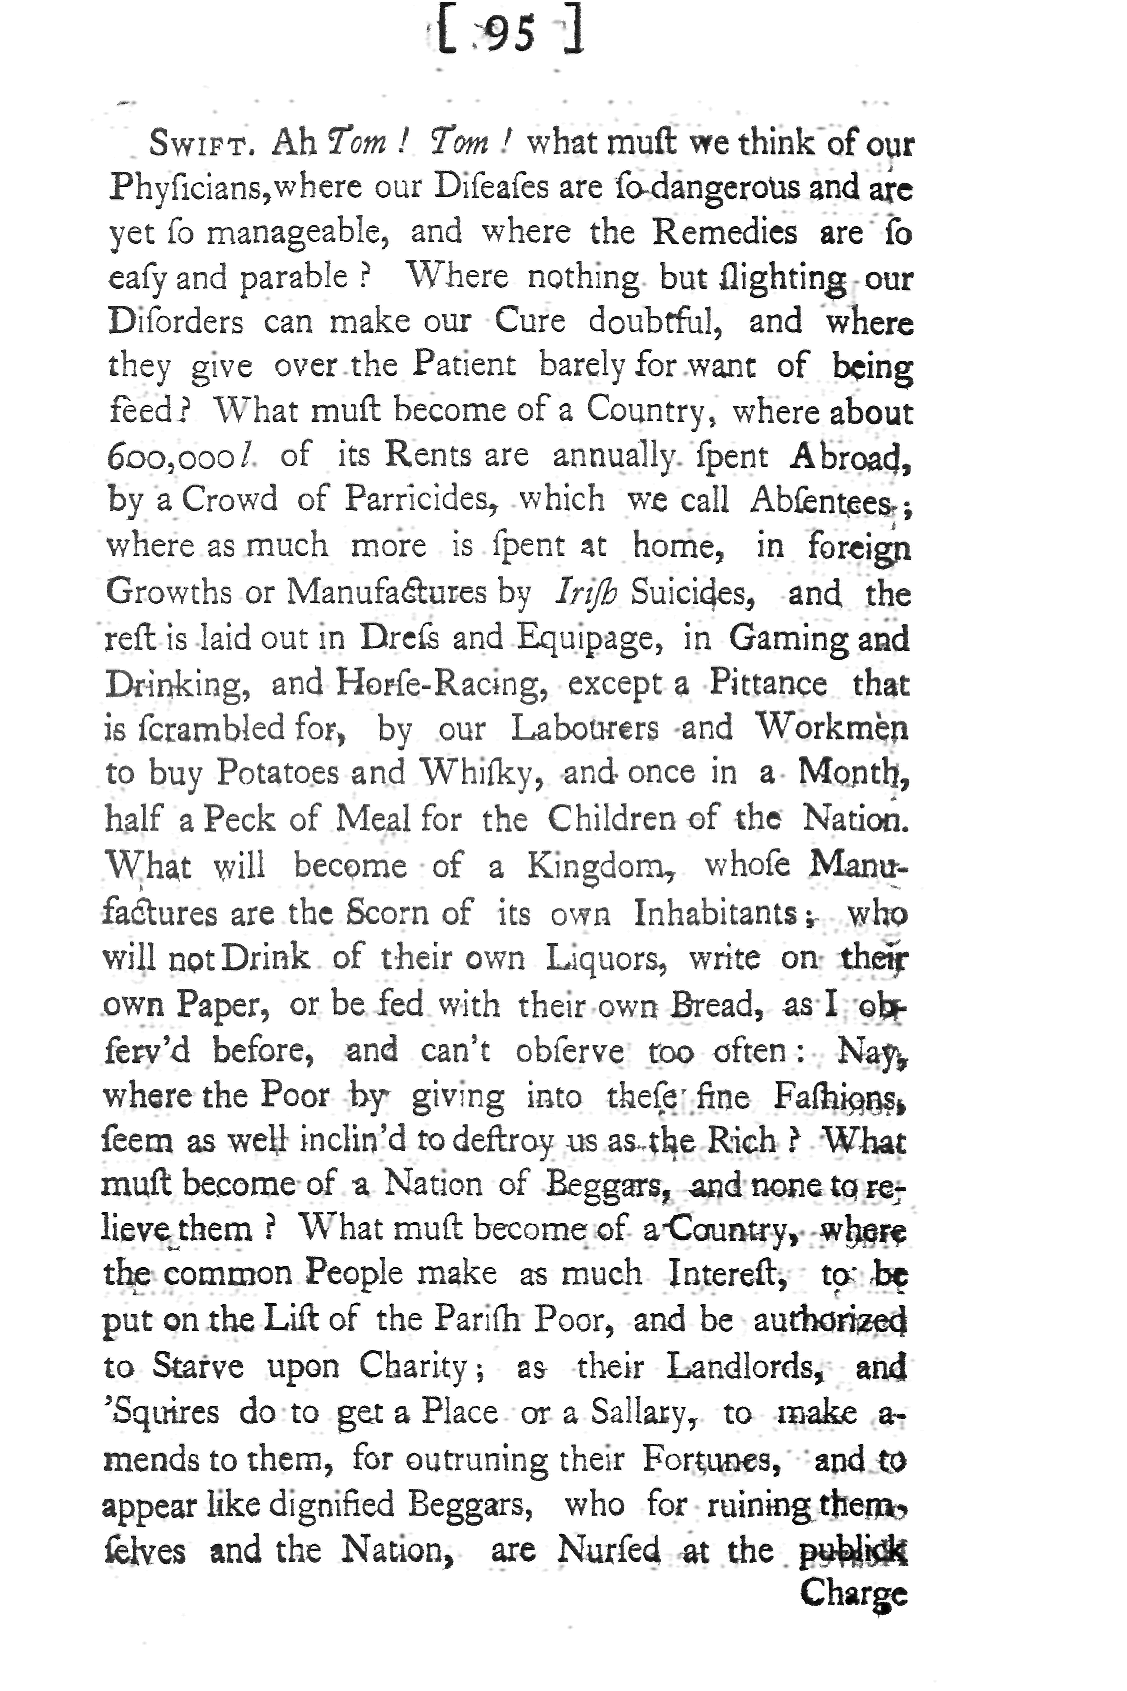 [ 95 ]
SWIFT. Ah Tom ! Tom ! what muſt we think of our
Phyſicians, where our Diſeaſes are ſo dangerous and are
yet ſo manageable, and where the Remedies are ſo
eaſy and parable ? Where nothing but ſlighting our
Diſorders can make our Cure doubtful, and where
they give over the Patient barely for want of being
feed? What muſt become of a Country, where about
600,000l. of its Rents are annually ſpent Abroad,
by a Crowd of Parricides, which we call Abſentees ;
where as much more is ſpent at home, in foreign
Growths or Manufactures by Iriſh Suicides, and the
reſt is laid out in Dreſs and Equipage, in Gaming and
Drinking, and Horſe-Racing, except a Pittance that
is ſcrambled for, by our Labourers and Workmen
to buy Potatoes and Whiſky, and once in a Month,
half a Peck of Meal for the Children of the Nation.
What will become of a Kingdom, whoſe Manu-
factures are the Scorn of its own Inhabitants; who
will not Drink of their own Liquors, write on their
own Paper, or be fed with their own Bread, as I ob-
ſerv'd before, and can't obſerve too often : Nay,
where the Poor by giving into theſe fine Faſhions,
ſeem as well inclin'd to deſtroy us as the Rich ? What
muſt become of a Nation of Beggars, and none to re-
lieve them ? What muſt become of a Country, where
the common People make as much Intereſt, to be
put on the Liſt of the Pariſh Poor, and be authorized
to Starve upon Charity ; as their Landlords, and
'Squires do to get a Place or a Sallary, to make a-
mends to them, for outruning their Fortunes, and to
appear like dignified Beggars, who for ruining them-
ſelves and the Nation, are Nurſed at the publick
Charge